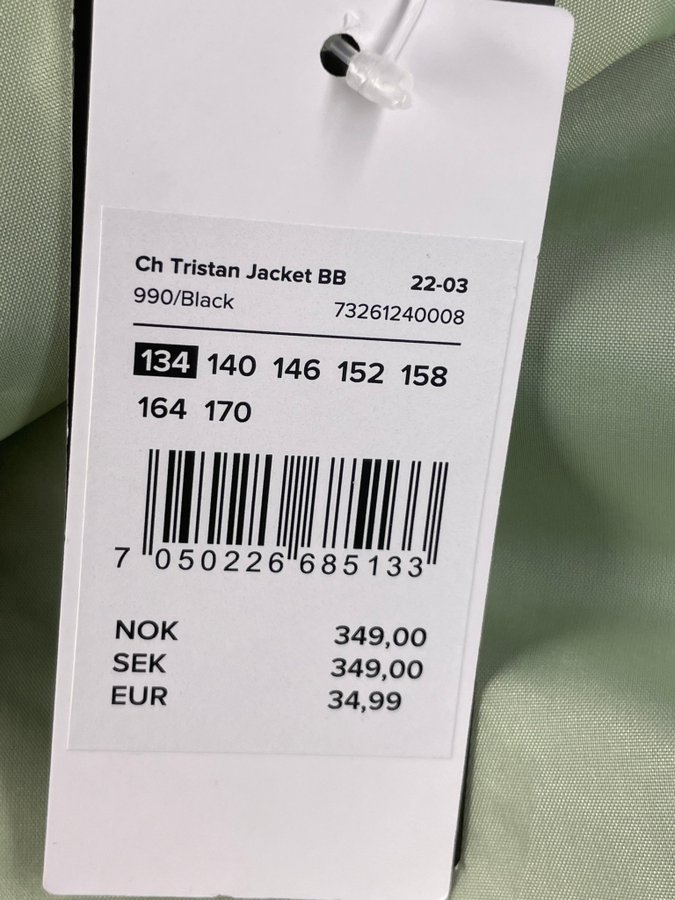 Ch Tristan Jacket BB 22-03
990/Black 73261240008
134 140 146 152 158
164 170
7 050226 685133
NOK 349,00
SEK 349,00
EUR 34,99